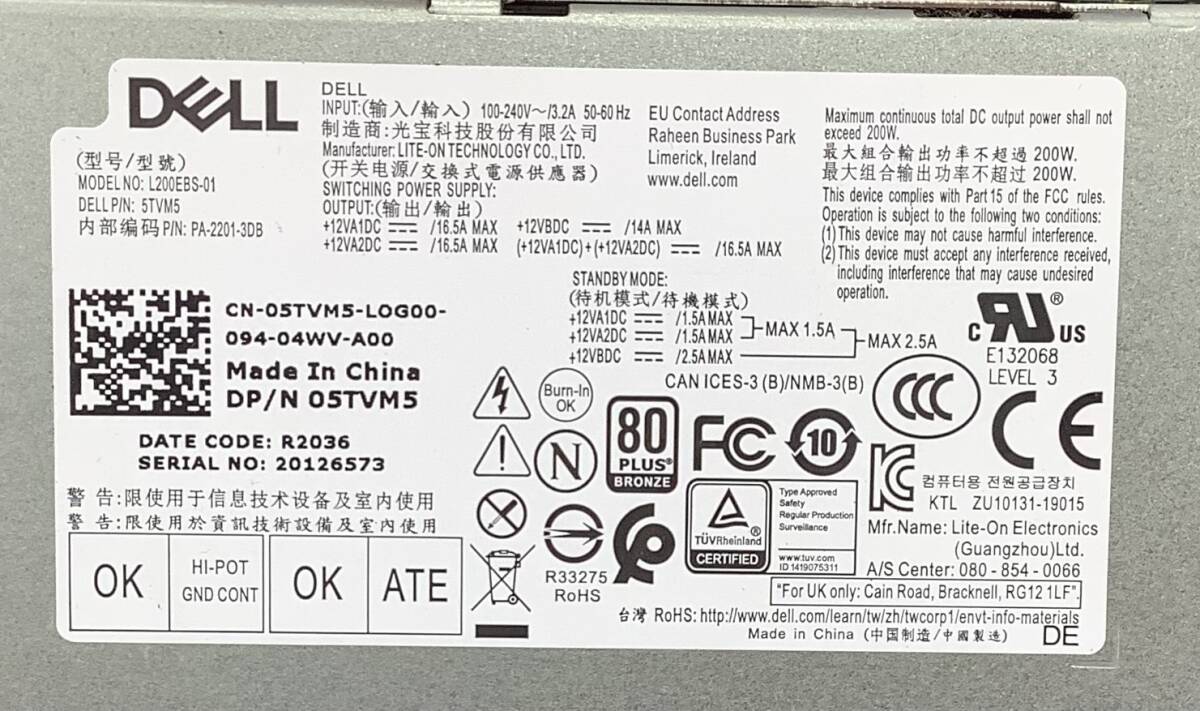 DELL
(型号/型號)
MODEL NO: L200EBS-01
DELL P/N: 5TVM5
内部编码 P/N: PA-2201-3DB
DELL
INPUT:(输入/輸入) 100-240V～/3.2A 50-60 Hz
制造商:光宝科技股份有限公司
Manufacturer: LITE-ON TECHNOLOGY CO., LTD.
(开关电源/交換式電源供應器)
SWITCHING POWER SUPPLY:
OUTPUT:(输出/輸出)
+12VA1DC /16.5A MAX +12VBDC /14A MAX
+12VA2DC /16.5A MAX (+12VA1DC)+(+12VA2DC) /16.5A MAX
EU Contact Address
Raheen Business Park
Limerick, Ireland
www.dell.com
Maximum continuous total DC output power shall not
exceed 200W.
最大組合輸出功率不超過 200W.
最大组合输出功率不超过 200W.
This device complies with Part 15 of the FCC rules.
Operation is subject to the following two conditions:
(1) This device may not cause harmful interference.
(2) This device must accept any interference received,
including interference that may cause undesired
operation.
STANDBY MODE:
(待机模式/待機模式)
+12VA1DC /1.5A MAX
+12VA2DC /1.5A MAX
MAX 1.5A
+12VBDC /2.5A MAX
MAX 2.5A
CAN ICES-3 (B)/NMB-3(B)
CN-05TVM5-LOG00-
094-04WV-A00
Made In China
DP/N 05TVM5
DATE CODE: R2036
SERIAL NO: 20126573
警 告:限使用于信息技术设备及室内使用
警 告:限使用於資訊技術設備及室內使用
OK
HI-POT
GND CONT
OK
ATE
Burn-In
OK
N
80
PLUS®
BRONZE
FC
10
c RU® US
E132068
LEVEL 3
CCC
CE
R33275
RoHS
TÜVRheinland®
CERTIFIED
Type Approved
Safety
Regular Production
Surveillance
www.tuv.com
ID 1419075311
KC
컴퓨터용 전원공급장치
KTL ZU10131-19015
Mfr.Name: Lite-On Electronics
(Guangzhou)Ltd.
A/S Center: 080 - 854 - 0066
"For UK only: Cain Road, Bracknell, RG12 1LF".
台灣 RoHS: http://www.dell.com/learn/tw/zh/twcorp1/envt-info-materials
Made in China (中国制造/中國製造)
DE